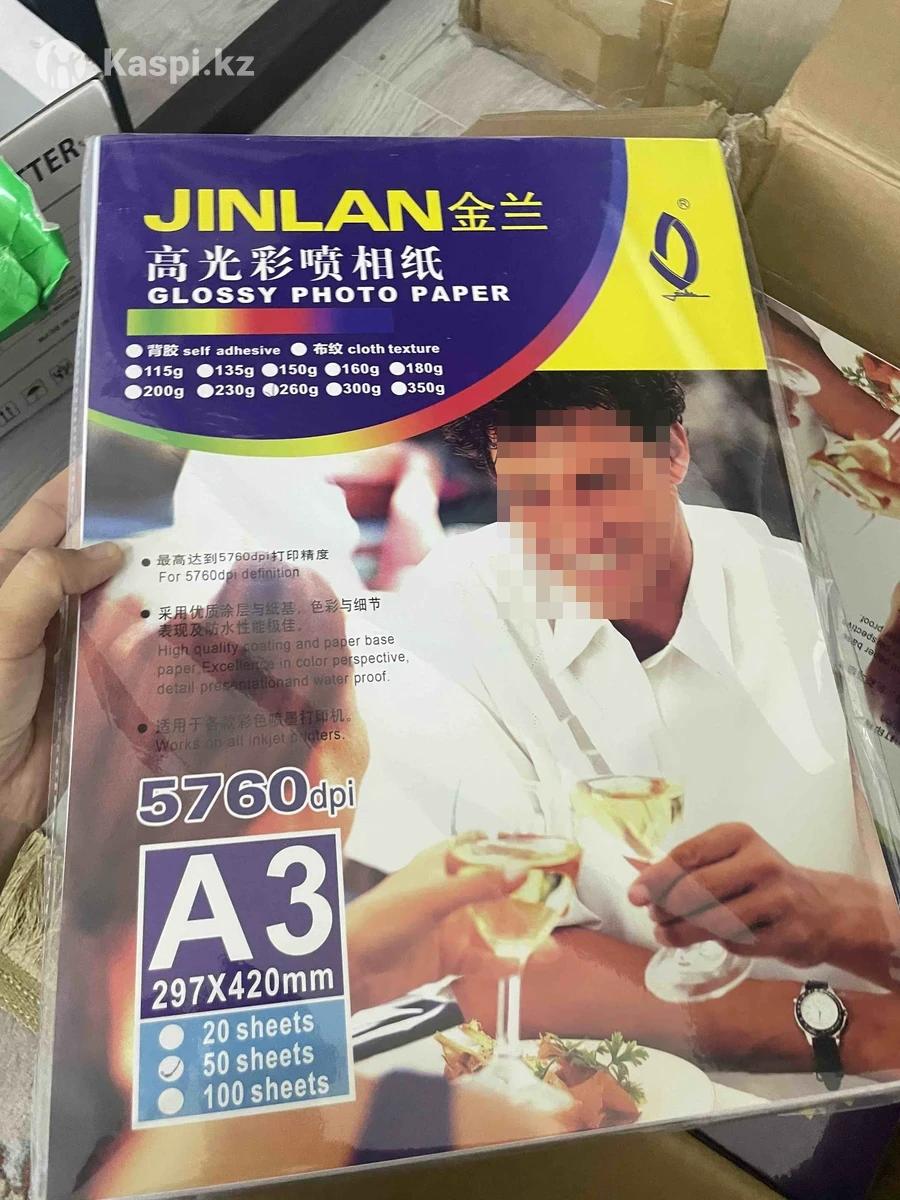 Kaspi.kz
TTER
JINLAN金兰
®
高光彩喷相纸
GLOSSY PHOTO PAPER
背胶 self adhesive 布纹 cloth texture
115g 135g 150g 160g 180g
200g 230g 260g 300g 350g
最高达到5760dpi打印精度
For 5760dpi definition
采用优质涂层与纸基，色彩与细节
表现及防水性能极佳。
High quality coating and paper base
paper,Excellence in color perspective,
detail presentationand water proof.
适用于各款彩色喷墨打印机。
Works on all inkjet printers.
5760dpi
A3
297X420mm
20 sheets
50 sheets
100 sheets
proof